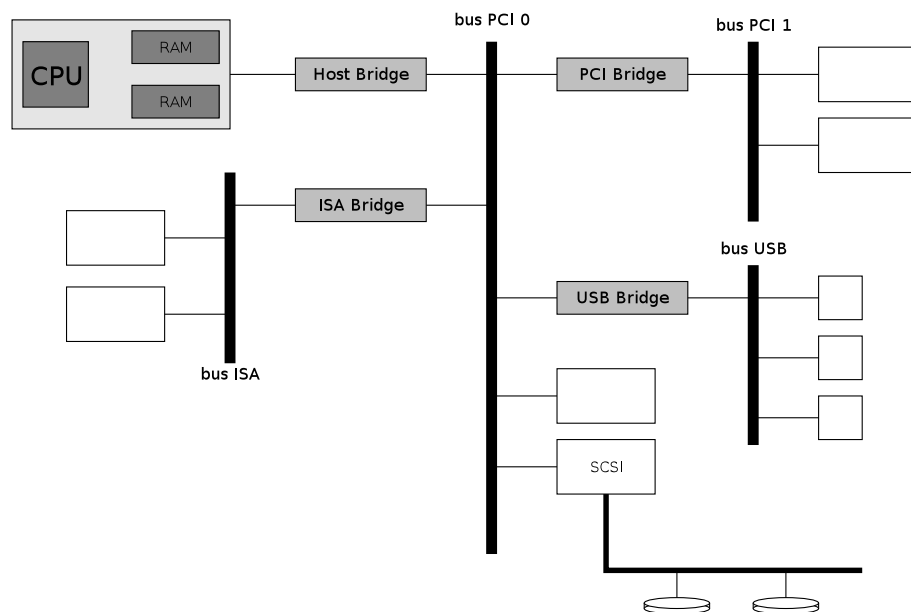 bus PCI 0
bus PCI 1
CPU
RAM
RAM
Host Bridge
PCI Bridge
ISA Bridge
bus USB
USB Bridge
bus ISA
SCSI